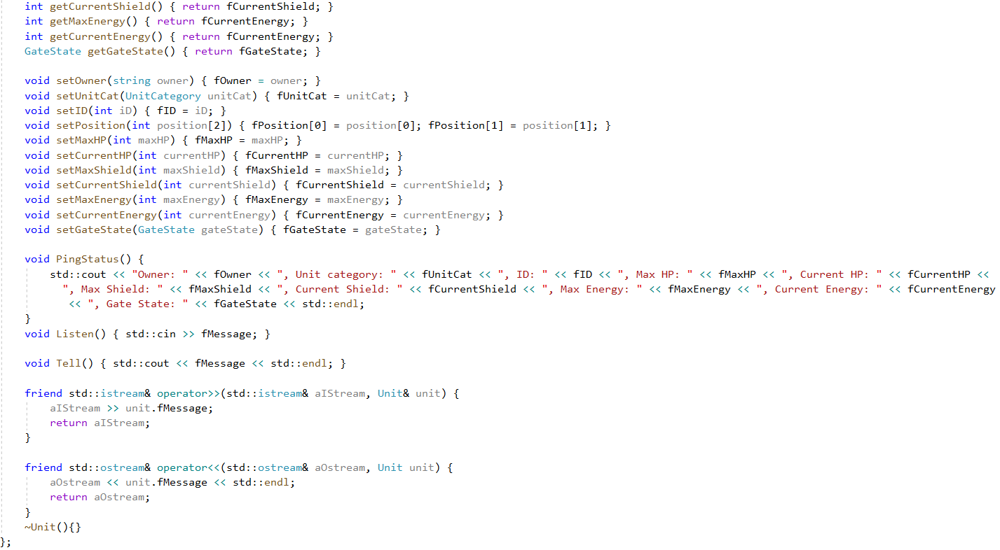 int getCurrentShield() { return fCurrentShield; }
int getMaxEnergy() { return fCurrentEnergy; }
int getCurrentEnergy() { return fCurrentEnergy; }
GateState getGateState() { return fGateState; }
void setOwner(string owner) { fOwner = owner; }
void setUnitCat(UnitCategory unitCat) { fUnitCat = unitCat; }
void setID(int iD) { fID = iD; }
void setPosition(int position[2]) { fPosition[0] = position[0]; fPosition[1] = position[1]; }
void setMaxHP(int maxHP) { fMaxHP = maxHP; }
void setCurrentHP(int currentHP) { fCurrentHP = currentHP; }
void setMaxShield(int maxShield) { fMaxShield = maxShield; }
void setCurrentShield(int currentShield) { fCurrentShield = currentShield; }
void setMaxEnergy(int maxEnergy) { fMaxEnergy = maxEnergy; }
void setCurrentEnergy(int currentEnergy) { fCurrentEnergy = currentEnergy; }
void setGateState(GateState gateState) { fGateState = gateState; }
void PingStatus() {
std::cout << "Owner: " << fOwner << ", Unit category: " << fUnitCat << ", ID: " << fID << ", Max HP: " << fMaxHP << ", Current HP: " << fCurrentHP <<
", Max Shield: " << fMaxShield << ", Current Shield: " << fCurrentShield << ", Max Energy: " << fMaxEnergy << ", Current Energy: " << fCurrentEnergy
<< ", Gate State: " << fGateState << std::endl;
}
void Listen() { std::cin >> fMessage; }
void Tell() { std::cout << fMessage << std::endl; }
friend std::istream& operator>>(std::istream& aIStream, Unit& unit) {
aIStream >> unit.fMessage;
return aIStream;
}
friend std::ostream& operator<<(std::ostream& aOstream, Unit unit) {
aOstream << unit.fMessage << std::endl;
return aOstream;
}
~Unit(){}
};